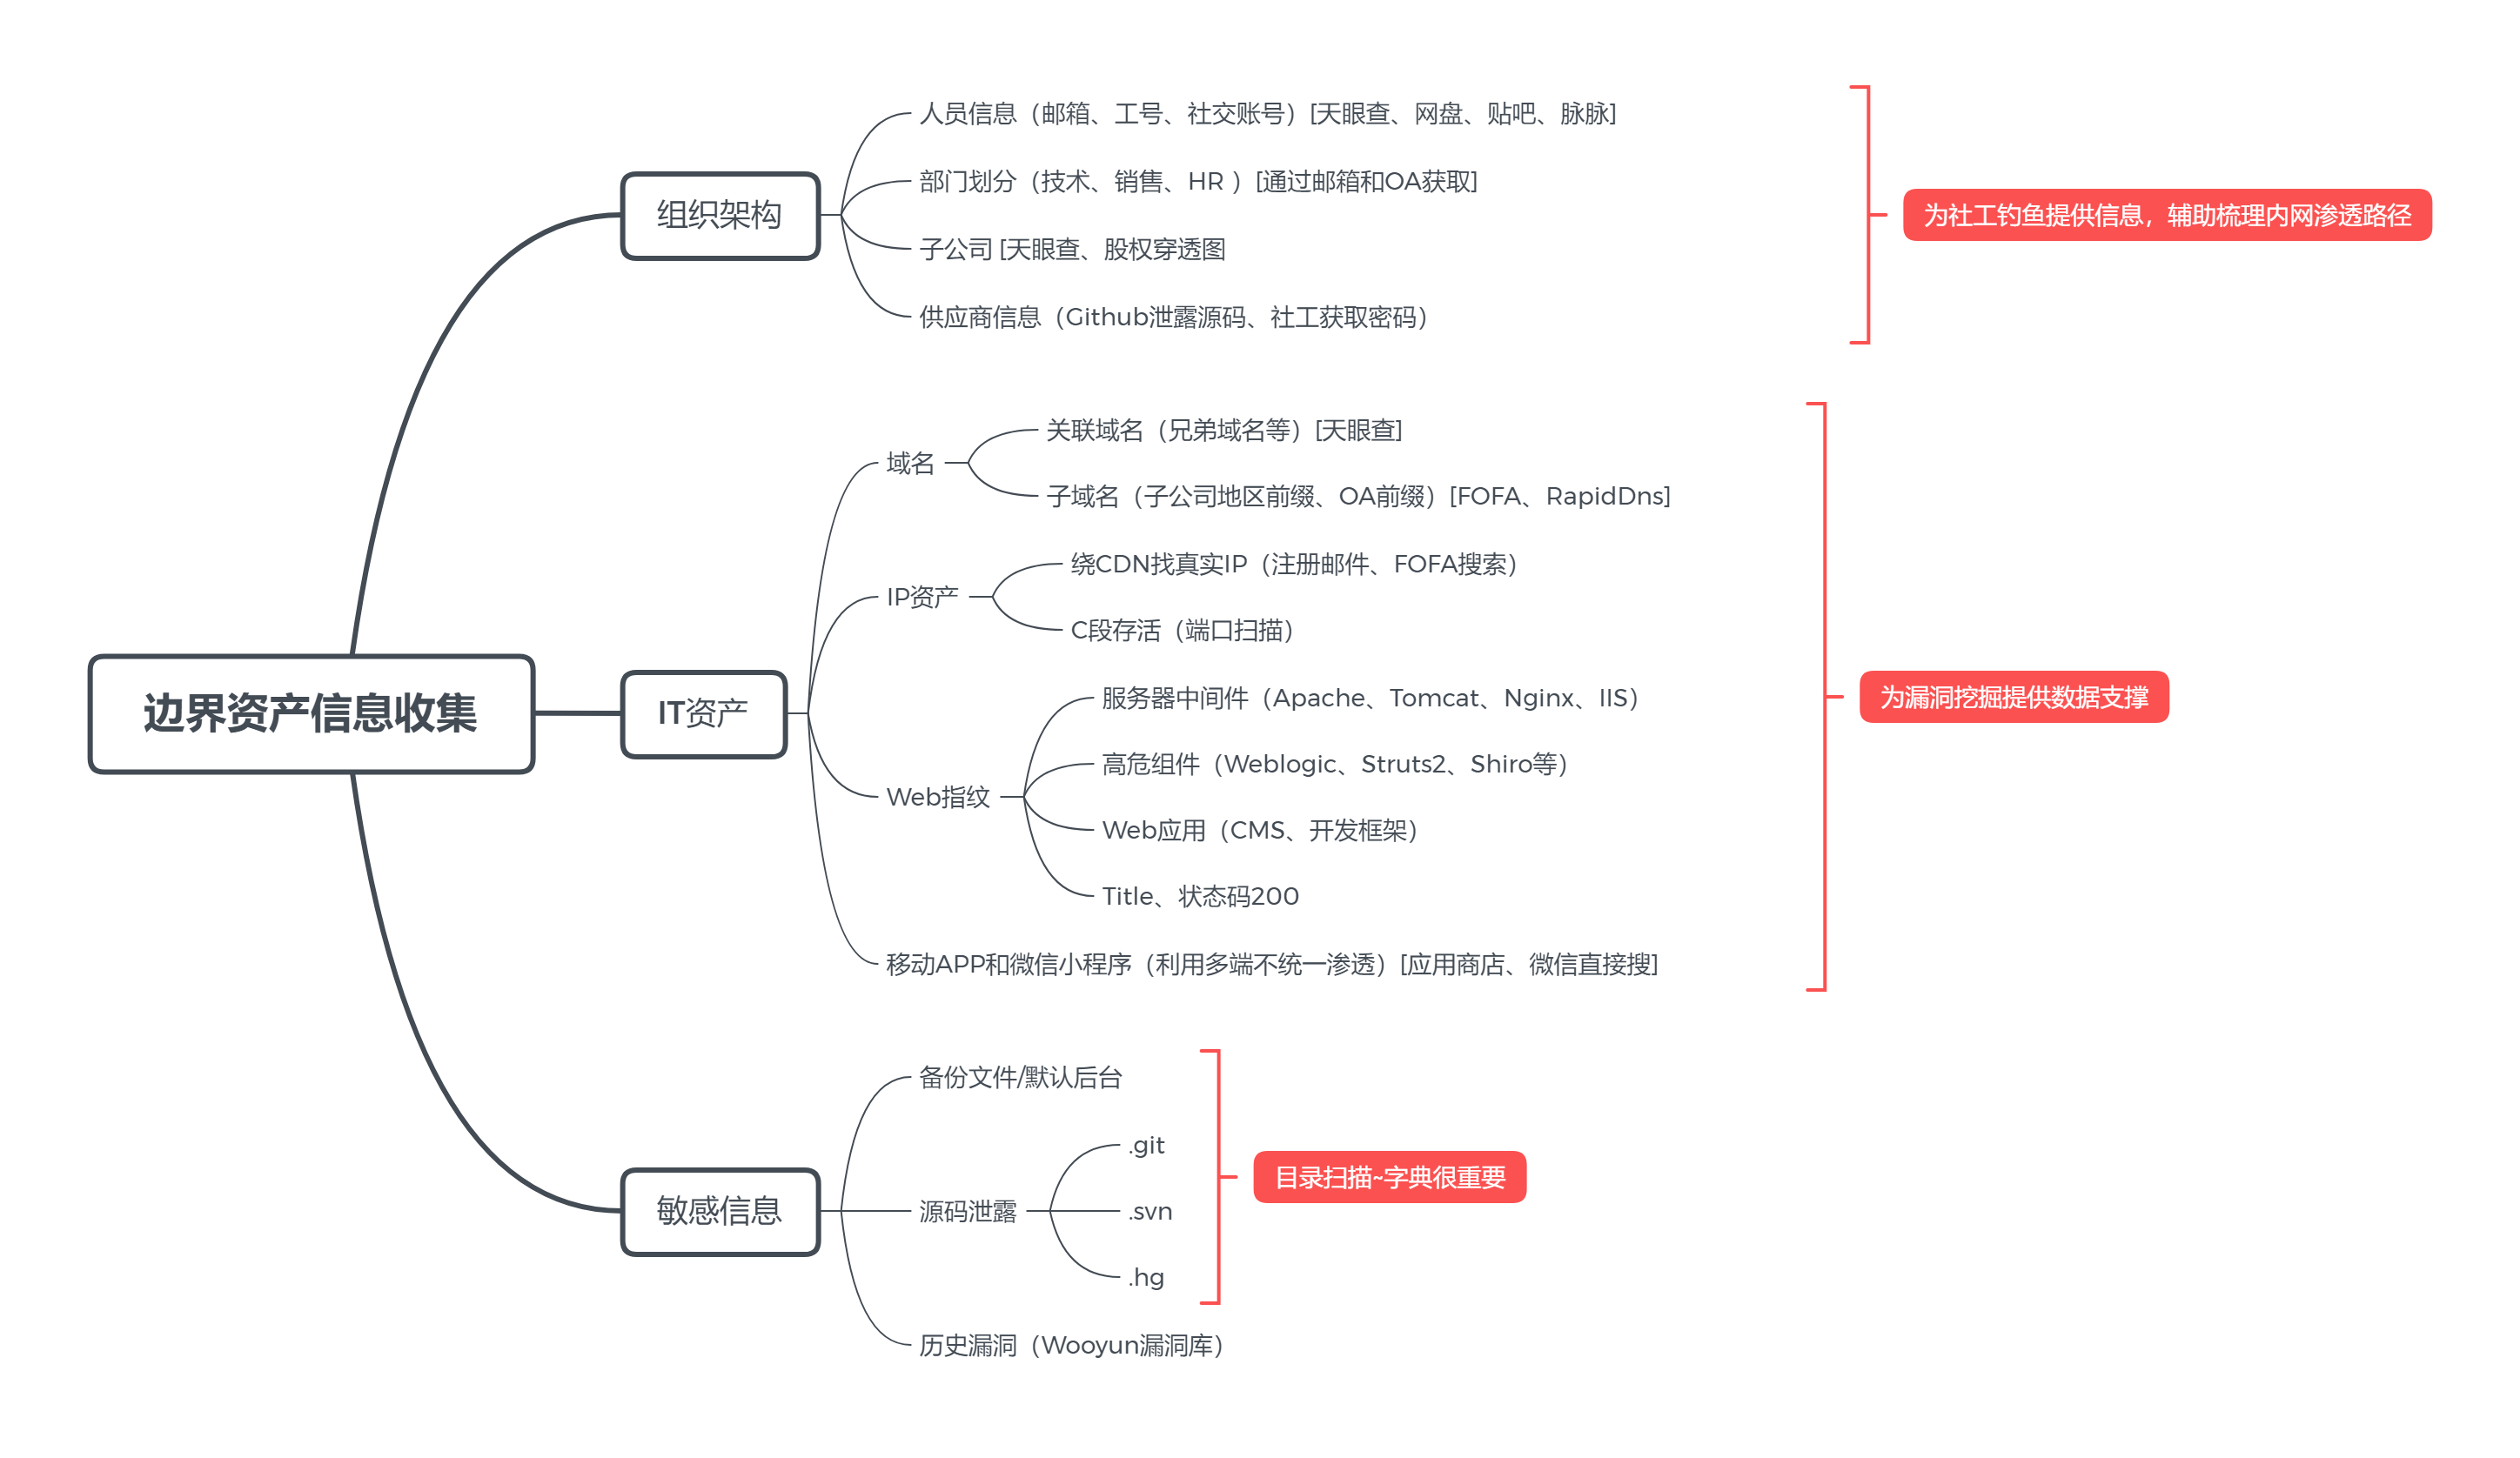 人员信息（邮箱、工号、社交账号）[天眼查、网盘、贴吧、脉脉]
部门划分（技术、销售、HR ）[通过邮箱和OA获取]
组织架构
为社工钓鱼提供信息，辅助梳理内网渗透路径
子公司 [天眼查、股权穿透图
供应商信息（Github泄露源码、社工获取密码）
关联域名（兄弟域名等）[天眼查]
域名
子域名（子公司地区前缀、OA前缀）[FOFA、RapidDns]
绕CDN找真实IP（注册邮件、FOFA搜索）
IP资产
C段存活（端口扫描）
服务器中间件（Apache、Tomcat、Nginx、IIS）
为漏洞挖掘提供数据支撑
边界资产信息收集
IT资产
高危组件（Weblogic、Struts2、Shiro等）
Web指纹
Web应用（CMS、开发框架）
Title、状态码200
移动APP和微信小程序（利用多端不统一渗透）[应用商店、微信直接搜]
备份文件/默认后台
.git
目录扫描~字典很重要
敏感信息
源码泄露
.svn
.hg
历史漏洞（Wooyun漏洞库）